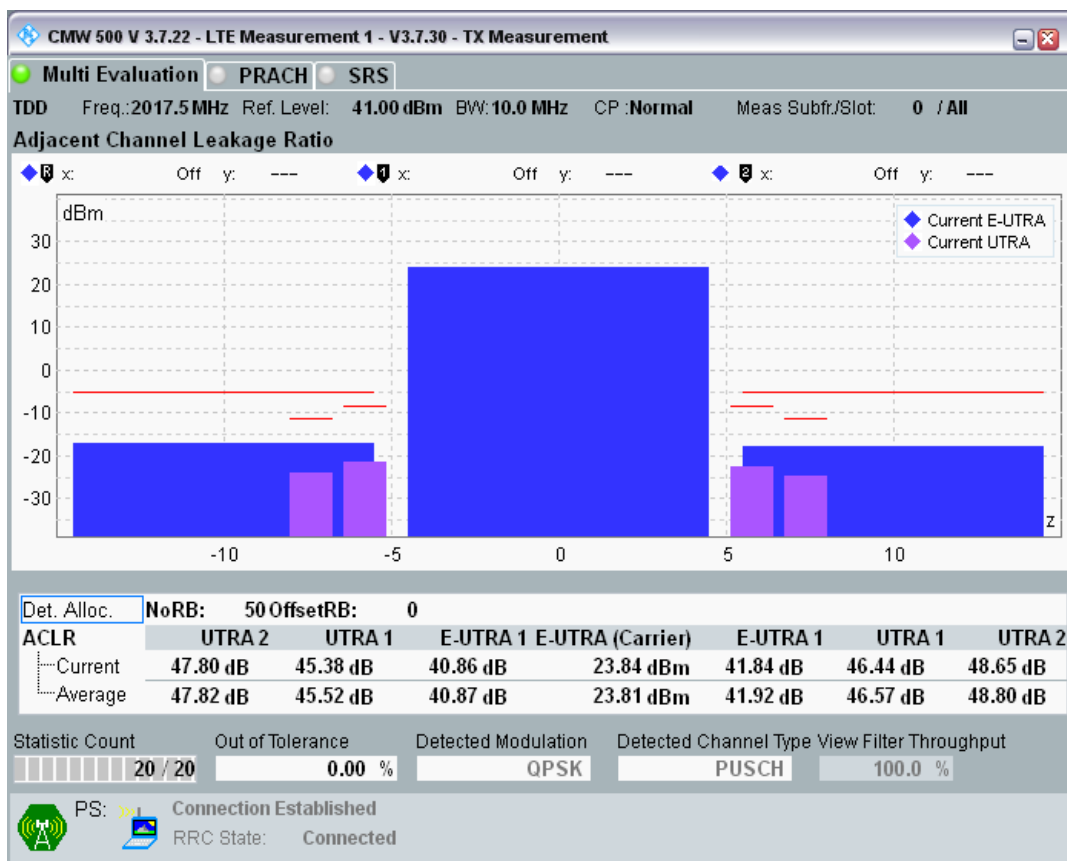 CMW 500 V 3.7.22 - LTE Measurement 1 - V3.7.30 - TX Measurement
Multi Evaluation PRACH SRS
TDD Freg.:2017.5 MHz Ref. Level: 41.00 dBm BW:10.0 MHz CP :Normal Meas Subfr./Slot: 0 / All
Adjacent Channel Leakage Ratio
R x: Off y: --- 1 x: Off y: --- 2 x: Off y: ---
dBm
Current E-UTRA
Current UTRA
30
20
10
0
-10
-20
-30
z
-10 -5 0 5 10
Det. Alloc. NoRB: 50 OffsetRB: 0
ACLR UTRA 2 UTRA 1 E-UTRA 1 E-UTRA (Carrier) E-UTRA 1 UTRA 1 UTRA 2
Current 47.80 dB 45.38 dB 40.86 dB 23.84 dBm 41.84 dB 46.44 dB 48.65 dB
Average 47.82 dB 45.52 dB 40.87 dB 23.81 dBm 41.92 dB 46.57 dB 48.80 dB
Statistic Count Out of Tolerance Detected Modulation Detected Channel Type View Filter Throughput
20 / 20 0.00 % QPSK PUSCH 100.0 %
PS: Connection Established
RRC State: Connected